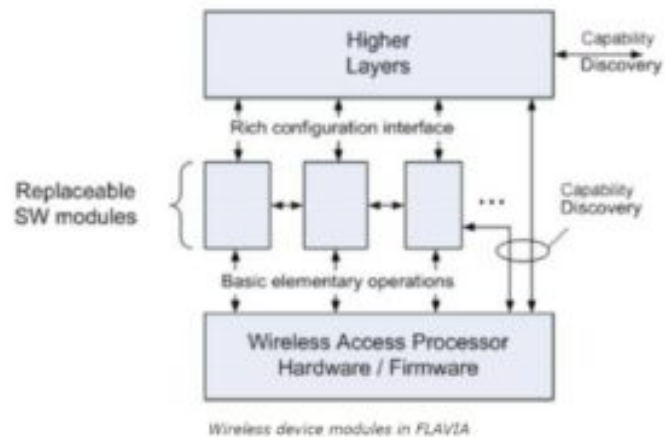 Higher
Layers
Capability
Discovery
Rich configuration interface
Replaceable
SW modules
...
Capability
Discovery
Basic elementary operations
Wireless Access Processor
Hardware / Firmware
Wireless device modules in FLAVIA